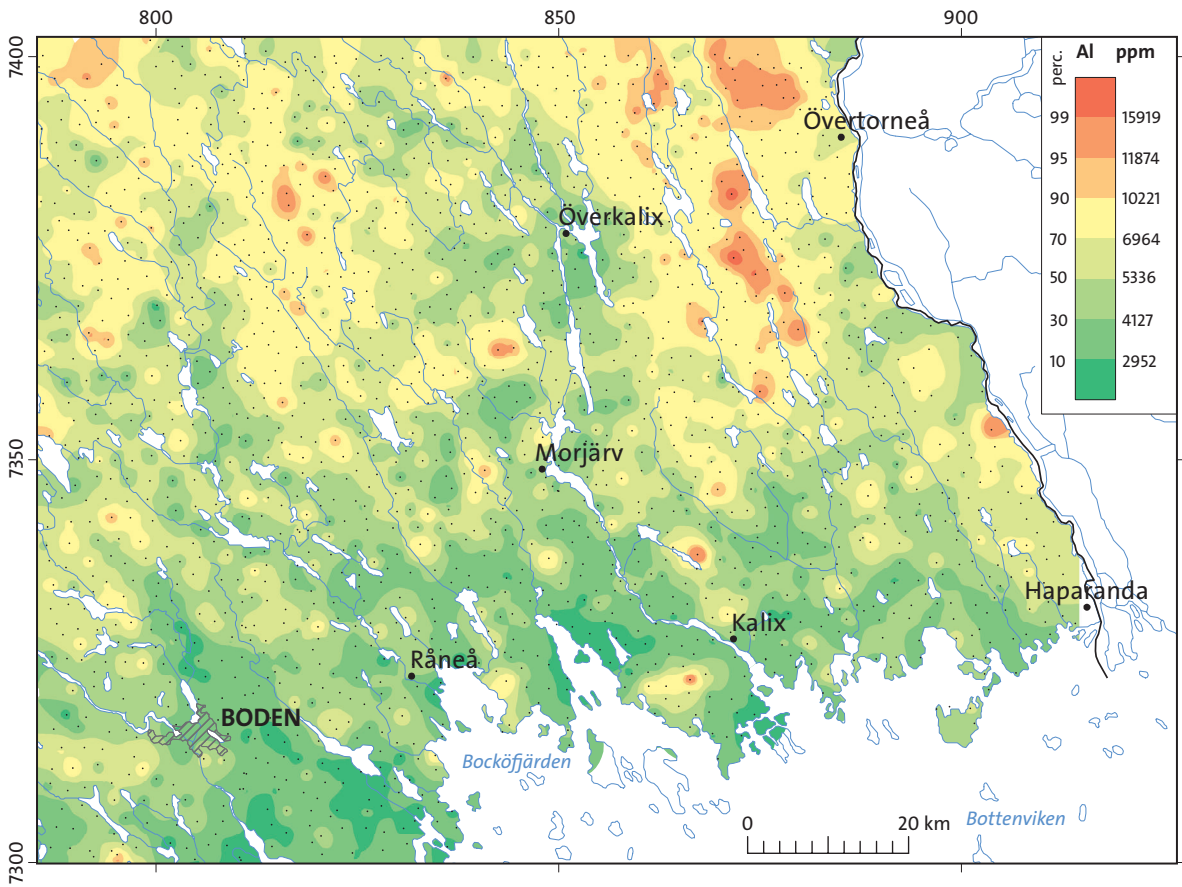 800 850 900
7400
7350
7300
perc. Al ppm
99 15919
95 11874
90 10221
70 6964
50 5336
30 4127
10 2952
Övertorneå
Överkalix
Morjärv
Haparanda
Kalix
Råneå
BODEN
Bocköfjärden
Bottenviken
0 20 km